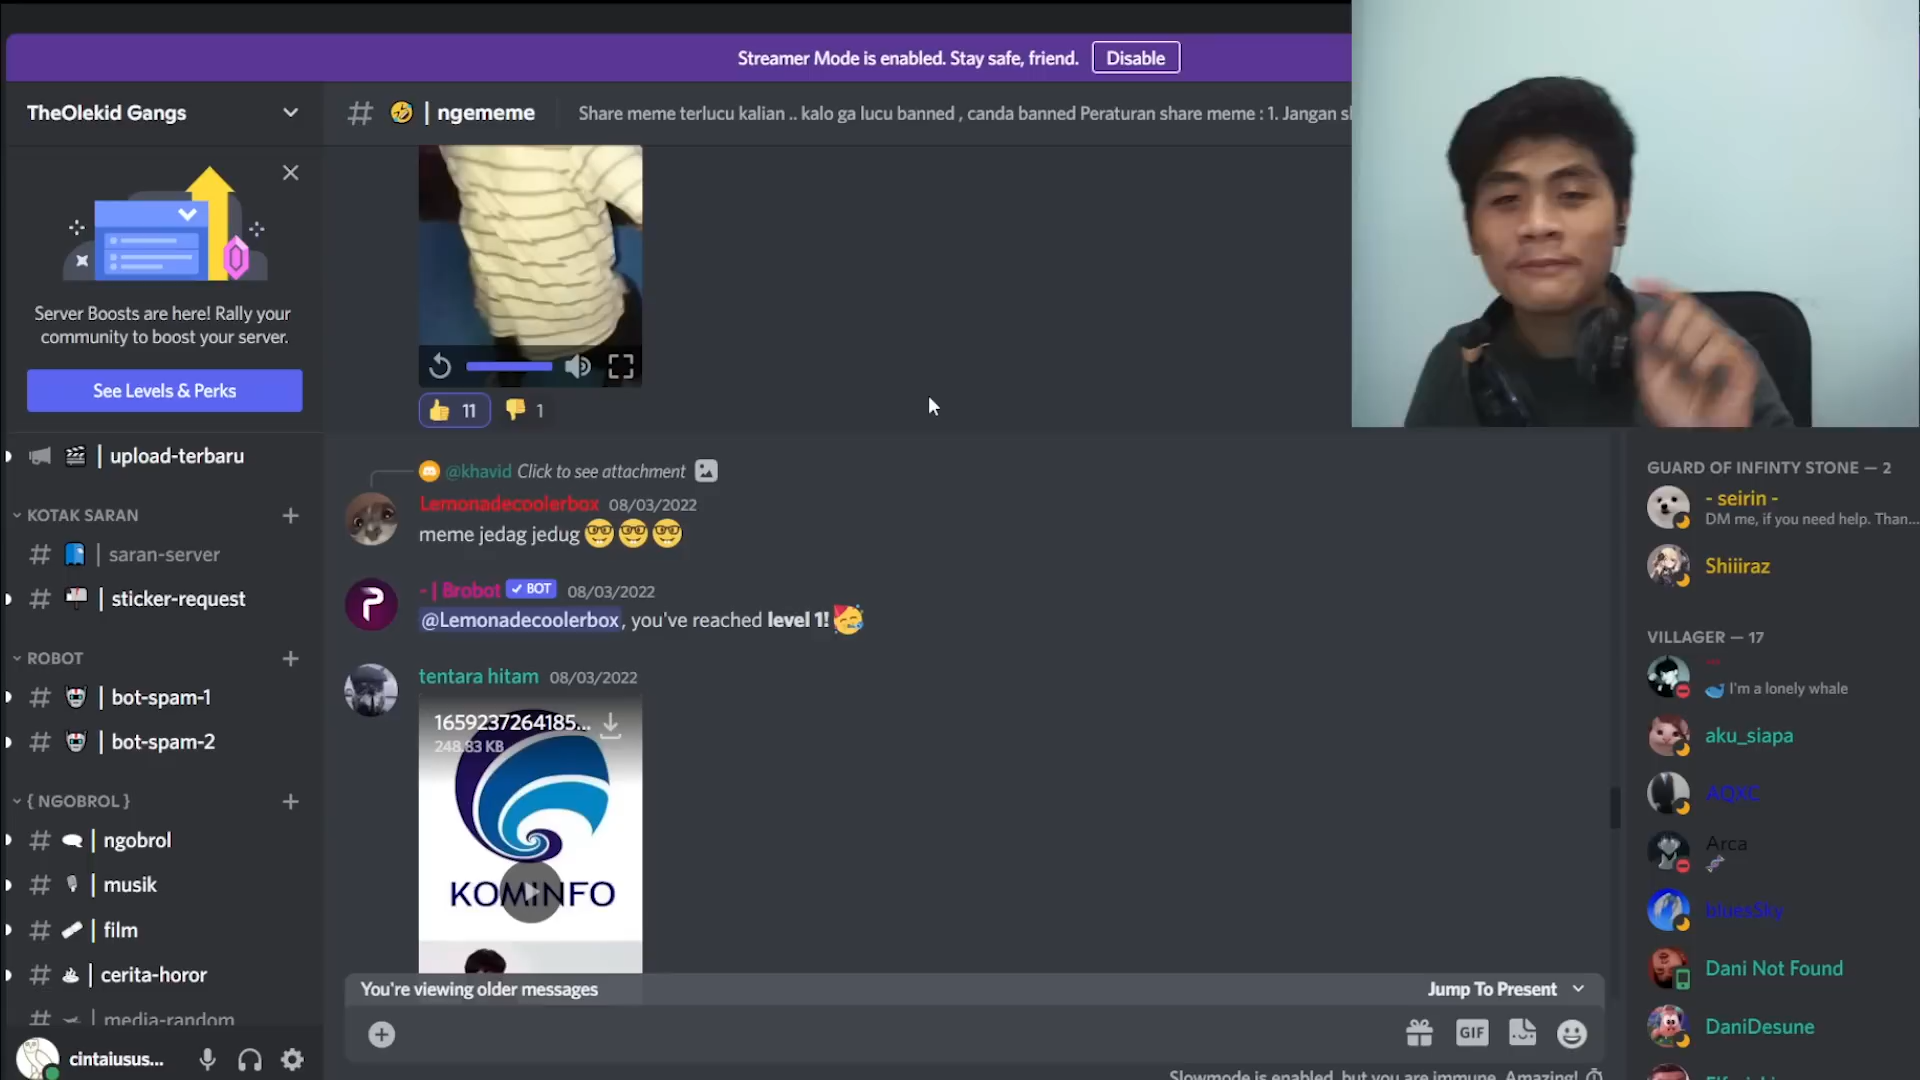 Streamer Mode is enabled. Stay safe, friend.
Disable
TheOlekid Gangs
# 🤣 | ngememe
Share meme terlucu kalian .. kalo ga lucu banned , canda banned Peraturan share meme : 1. Jangan
Server Boosts are here! Rally your
community to boost your server.
See Levels & Perks
| upload-terbaru
KOTAK SARAN
# | saran-server
# | sticker-request
ROBOT
# | bot-spam-1
# | bot-spam-2
{ NGOBROL }
# | ngobrol
# | musik
# | film
# | cerita-horor
# media-random
cintaiusus...
👍 11 👎 1
@khavid Click to see attachment
Lemonadecoolerbox 08/03/2022
meme jedag jedug 🤓🤓🤓
- | Brobot ✓ BOT 08/03/2022
@Lemonadecoolerbox, you've reached level 1! 🥳
tentara hitam 08/03/2022
1659237264185...
248.83 KB
KOMINFO
You're viewing older messages
Jump To Present
GIF
Slowmode is enabled, but you are immune. Amazing!
GUARD OF INFINTY STONE — 2
- seirin -
DM me, if you need help. Than...
Shiiiraz
VILLAGER — 17
I'm a lonely whale
aku_siapa
AQXC
Arca
bluesSky
Dani Not Found
DaniDesune